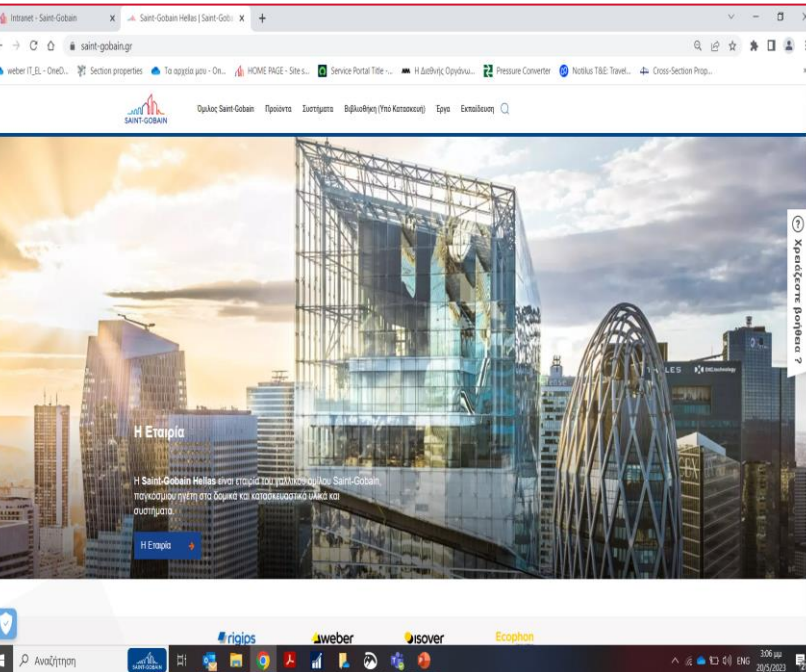 Intranet - Saint-Gobain
Saint-Gobain Hellas | Saint-Gob
saint-gobain.gr
weber IT_EL - OneD...
Section properties
Τα αρχεία μου - On...
HOME PAGE - Site s...
Service Portal Title -...
Η Διεθνής Οργάνω...
Pressure Converter
Notilus T&E: Travel...
Cross-Section Prop...
SAINT-GOBAIN
Όμιλος Saint-Gobain
Προϊόντα
Συστήματα
Βιβλιοθήκη (Υπό Κατασκευή)
Έργα
Εκπαίδευση
Χρειάζεστε βοήθεια ?
LES
Η Εταιρία
Η Saint-Gobain Hellas είναι εταιρία του γαλλικού ομίλου Saint-Gobain,
παγκόσμιου ηγέτη στα δομικά και κατασκευαστικά υλικά και
συστήματα.
Η Εταιρία
rigips
weber
isover
Ecophon
Αναζήτηση
SAINT-GOBAIN
ENG
3:06 μμ
20/5/2023